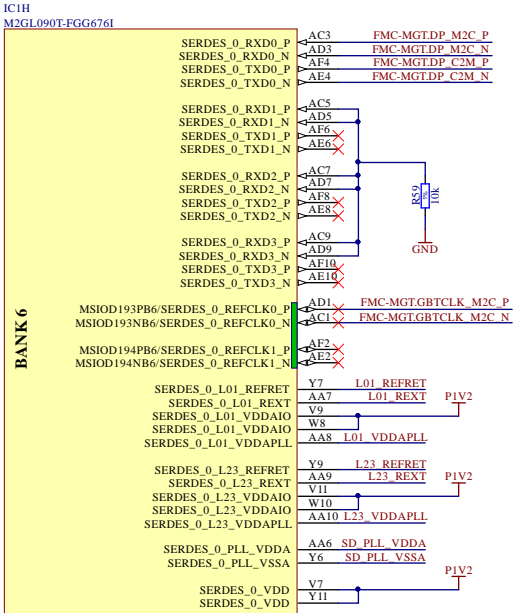 IC1H
M2GL090T-FGG676I
SERDES_0_RXD0_P AC3 FMC-MGT.DP_M2C_P
SERDES_0_RXD0_N AD3 FMC-MGT.DP_M2C_N
SERDES_0_TXD0_P AF4 FMC-MGT.DP_C2M_P
SERDES_0_TXD0_N AE4 FMC-MGT.DP_C2M_N
SERDES_0_RXD1_P AC5
SERDES_0_RXD1_N AD5
SERDES_0_TXD1_P AF6
SERDES_0_TXD1_N AE6
SERDES_0_RXD2_P AC7
SERDES_0_RXD2_N AD7
SERDES_0_TXD2_P AF8
SERDES_0_TXD2_N AE8
R59
1%
10k
SERDES_0_RXD3_P AC9
SERDES_0_RXD3_N AD9
GND
SERDES_0_TXD3_P AF10
SERDES_0_TXD3_N AE10
BANK 6
MSIOD193PB6/SERDES_0_REFCLK0_P AD1 FMC-MGT.GBTCLK_M2C_P
MSIOD193NB6/SERDES_0_REFCLK0_N AC1 FMC-MGT.GBTCLK_M2C_N
MSIOD194PB6/SERDES_0_REFCLK1_P AF2
MSIOD194NB6/SERDES_0_REFCLK1_N AE2
SERDES_0_L01_REFRET Y7 L01_REFRET
SERDES_0_L01_REXT AA7 L01_REXT P1V2
SERDES_0_L01_VDDAIO V9
SERDES_0_L01_VDDAIO W8
SERDES_0_L01_VDDAPLL AA8 L01_VDDAPLL
SERDES_0_L23_REFRET Y9 L23_REFRET
SERDES_0_L23_REXT AA9 L23_REXT P1V2
SERDES_0_L23_VDDAIO V11
SERDES_0_L23_VDDAIO W10
SERDES_0_L23_VDDAPLL AA10 L23_VDDAPLL
SERDES_0_PLL_VDDA AA6 SD_PLL_VDDA
SERDES_0_PLL_VSSA Y6 SD_PLL_VSSA
P1V2
SERDES_0_VDD V7
SERDES_0_VDD Y11